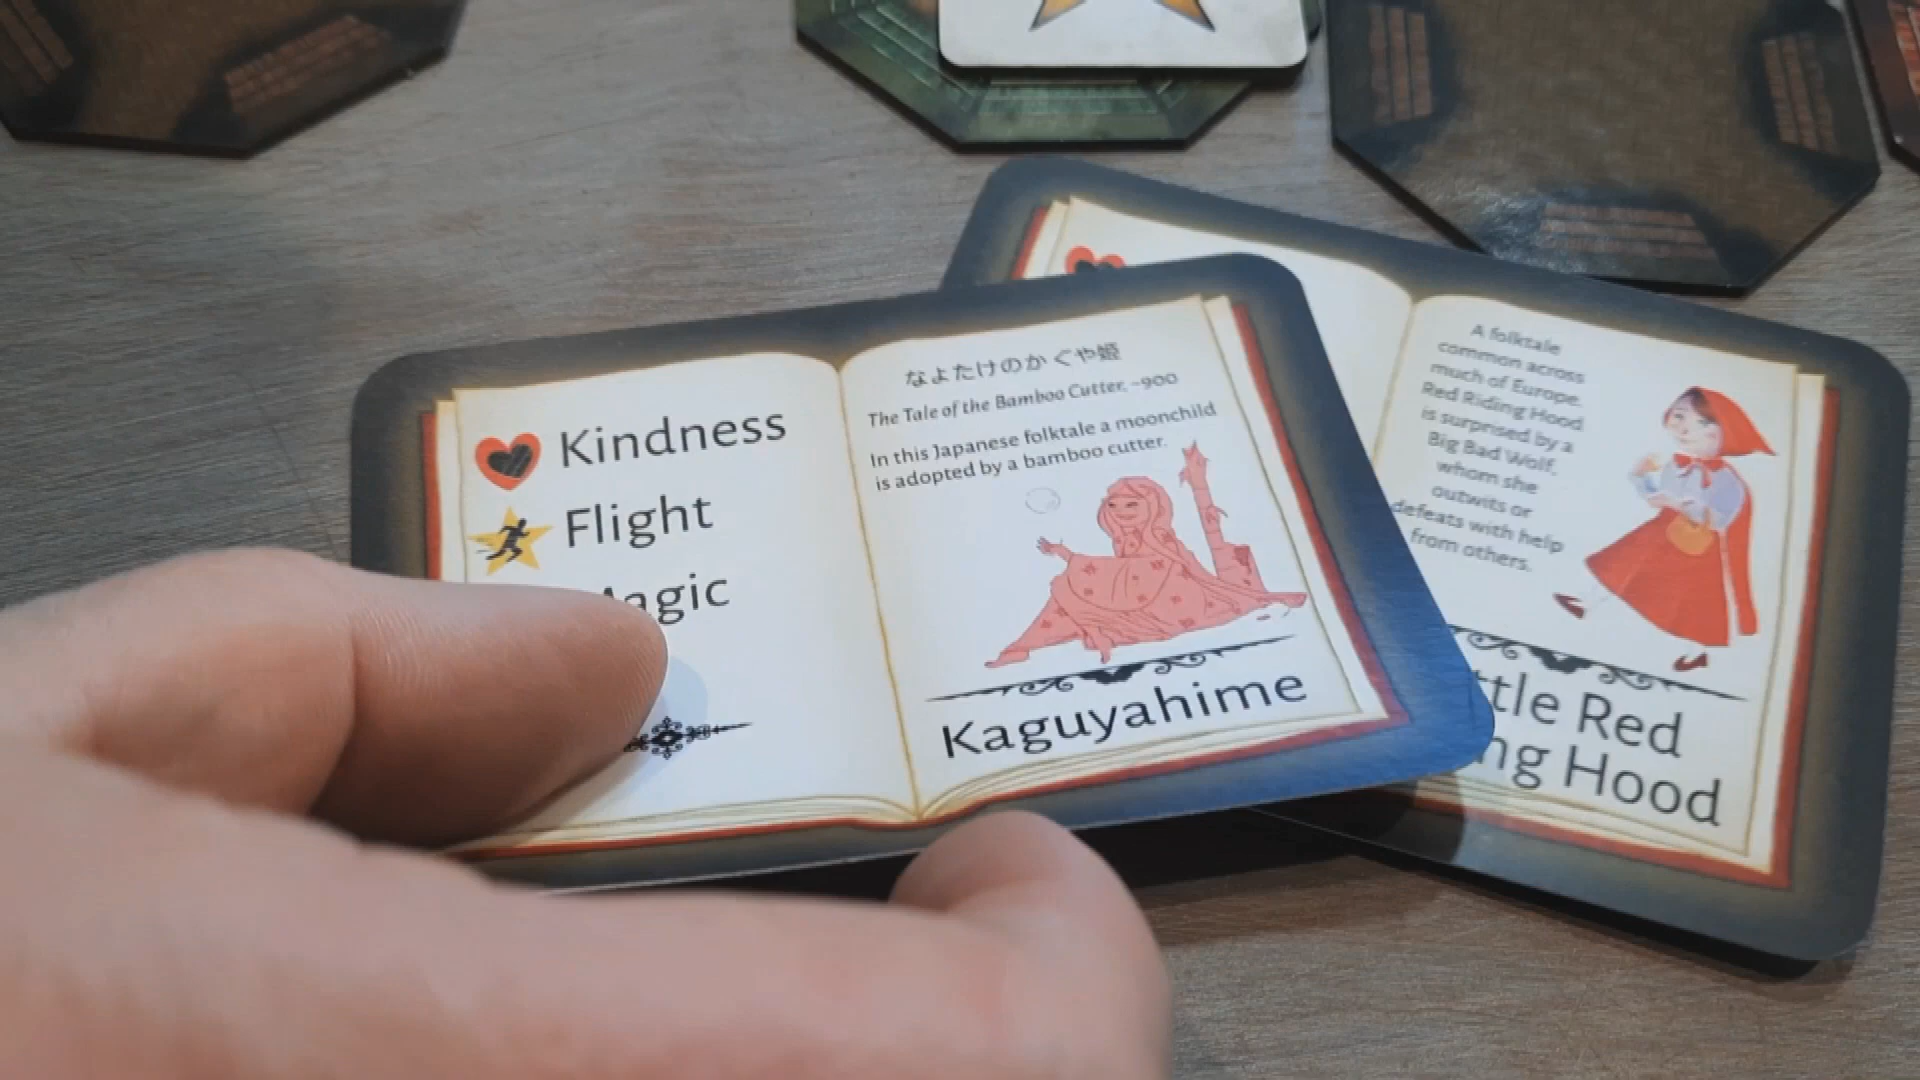 Kindness
Flight
Magic
なよたけのかぐや姫
The Tale of the Bamboo Cutter, ~900
In this Japanese folktale a moonchild
is adopted by a bamboo cutter.
Kaguyahime
A folktale
common across
much of Europe.
Red Riding Hood
is surprised by a
Big Bad Wolf,
whom she
outwits or
defeats with help
from others.
ttle Red
ng Hood